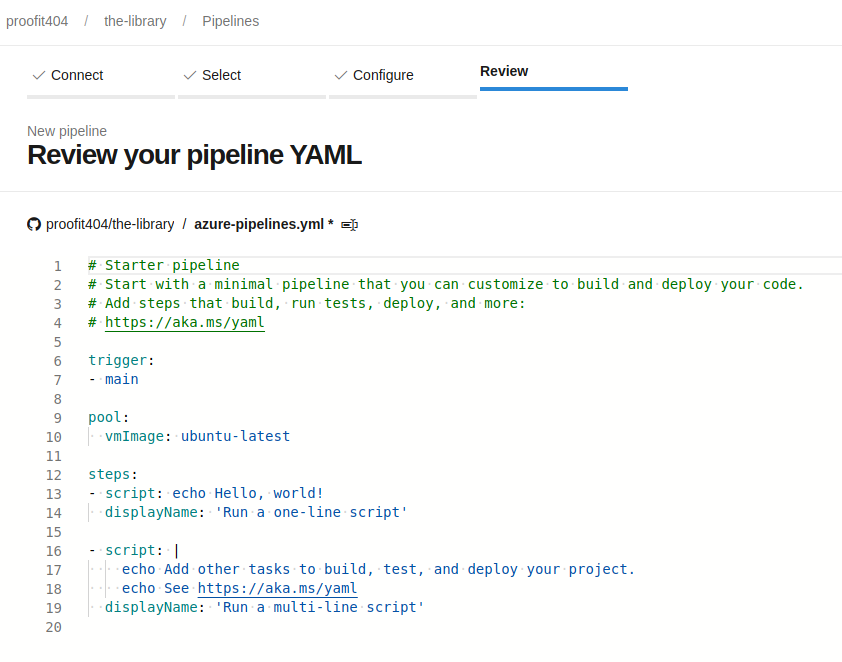 proofit404 / the-library / Pipelines
Connect Select Configure Review
New pipeline
Review your pipeline YAML
proofit404/the-library / azure-pipelines.yml *
1 # Starter pipeline
2 # Start with a minimal pipeline that you can customize to build and deploy your code.
3 # Add steps that build, run tests, deploy, and more:
4 # https://aka.ms/yaml
5
6 trigger:
7 - main
8
9 pool:
10   vmImage: ubuntu-latest
11
12 steps:
13 - script: echo Hello, world!
14   displayName: 'Run a one-line script'
15
16 - script: |
17     echo Add other tasks to build, test, and deploy your project.
18     echo See https://aka.ms/yaml
19   displayName: 'Run a multi-line script'
20